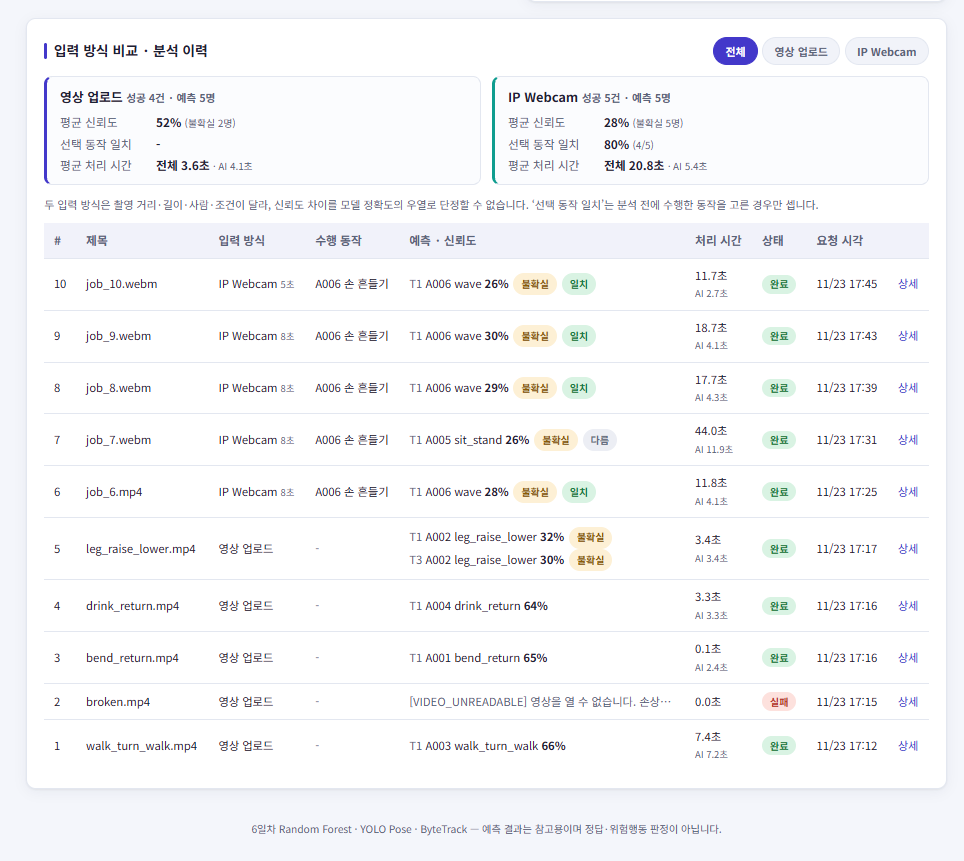 입력 방식 비교 · 분석 이력
전체 영상 업로드 IP Webcam
영상 업로드 성공 4건 · 예측 5명
평균 신뢰도 52% (불확실 2명)
선택 동작 일치 -
평균 처리 시간 전체 3.6초 · AI 4.1초
IP Webcam 성공 5건 · 예측 5명
평균 신뢰도 28% (불확실 5명)
선택 동작 일치 80% (4/5)
평균 처리 시간 전체 20.8초 · AI 5.4초
두 입력 방식은 촬영 거리·길이·사람·조건이 달라, 신뢰도 차이를 모델 정확도의 우열로 단정할 수 없습니다. '선택 동작 일치'는 분석 전에 수행한 동작을 고른 경우만 셉니다.
# 제목 입력 방식 수행 동작 예측 · 신뢰도 처리 시간 상태 요청 시각
10 job_10.webm IP Webcam 5초 A006 손 흔들기 T1 A006 wave 26% 불확실 일치 11.7초 완료 11/23 17:45 상세
AI 2.7초
9 job_9.webm IP Webcam 8초 A006 손 흔들기 T1 A006 wave 30% 불확실 일치 18.7초 완료 11/23 17:43 상세
AI 4.1초
8 job_8.webm IP Webcam 8초 A006 손 흔들기 T1 A006 wave 29% 불확실 일치 17.7초 완료 11/23 17:39 상세
AI 4.3초
7 job_7.webm IP Webcam 8초 A006 손 흔들기 T1 A005 sit_stand 26% 불확실 다름 44.0초 완료 11/23 17:31 상세
AI 11.9초
6 job_6.mp4 IP Webcam 8초 A006 손 흔들기 T1 A006 wave 28% 불확실 일치 11.8초 완료 11/23 17:25 상세
AI 4.1초
5 leg_raise_lower.mp4 영상 업로드 - T1 A002 leg_raise_lower 32% 불확실 3.4초 완료 11/23 17:17 상세
T3 A002 leg_raise_lower 30% 불확실 AI 3.4초
4 drink_return.mp4 영상 업로드 - T1 A004 drink_return 64% 3.3초 완료 11/23 17:16 상세
AI 3.3초
3 bend_return.mp4 영상 업로드 - T1 A001 bend_return 65% 0.1초 완료 11/23 17:16 상세
AI 2.4초
2 broken.mp4 영상 업로드 - [VIDEO_UNREADABLE] 영상을 열 수 없습니다. 손상… 0.0초 실패 11/23 17:15 상세
1 walk_turn_walk.mp4 영상 업로드 - T1 A003 walk_turn_walk 66% 7.4초 완료 11/23 17:12 상세
AI 7.2초
6일차 Random Forest · YOLO Pose · ByteTrack — 예측 결과는 참고용이며 정답·위험행동 판정이 아닙니다.